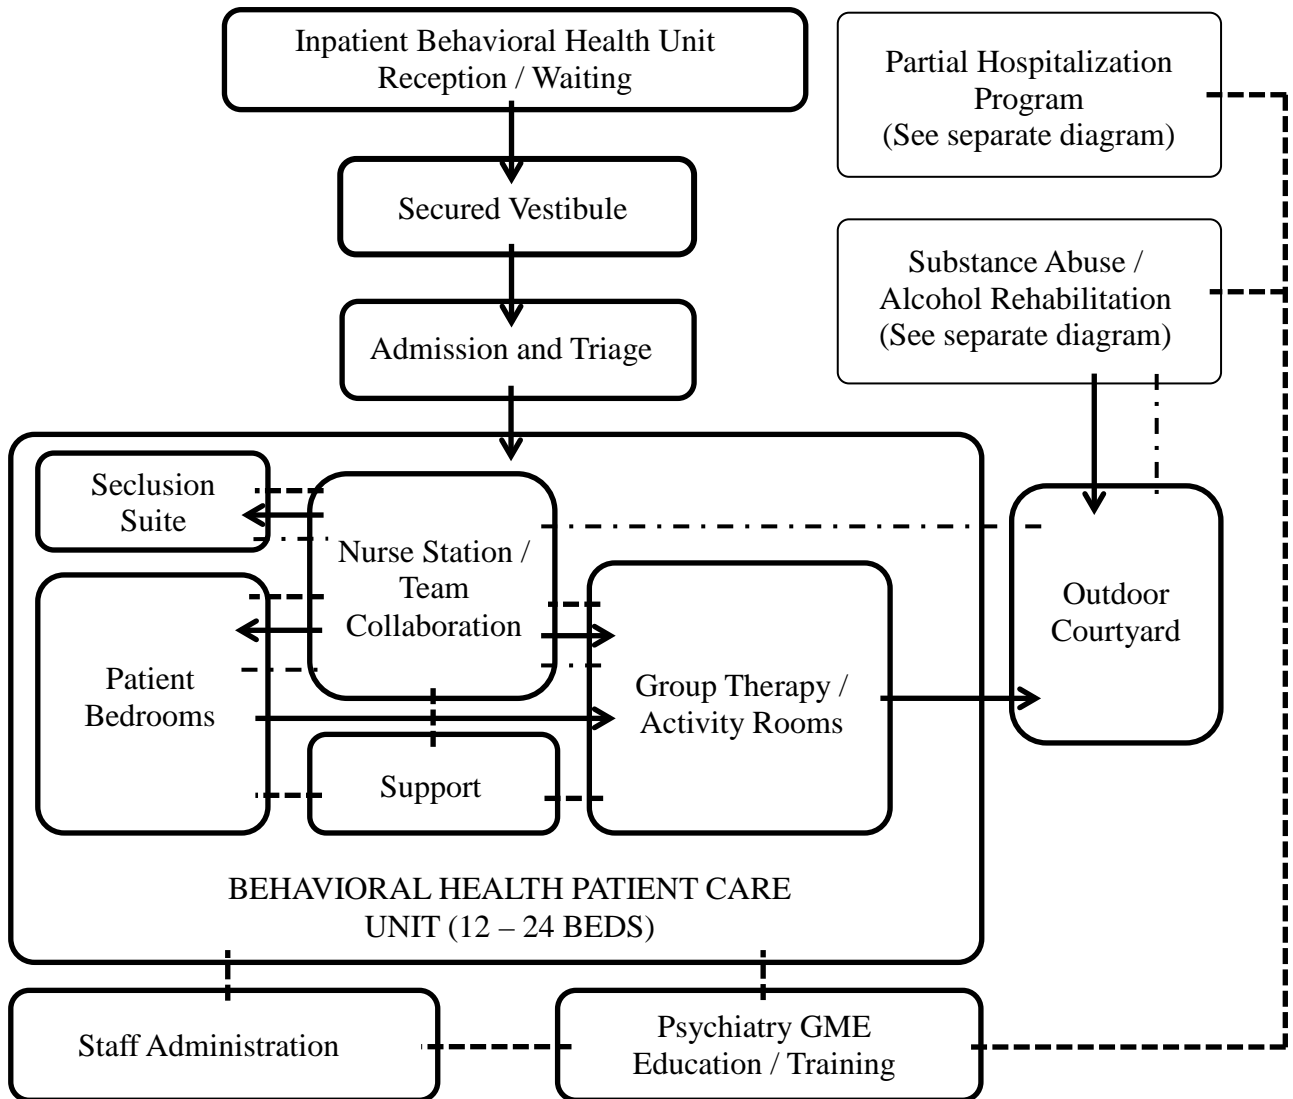 Inpatient Behavioral Health Unit
Reception / Waiting
Partial Hospitalization
Program
(See separate diagram)
Secured Vestibule
Substance Abuse /
Alcohol Rehabilitation
(See separate diagram)
Admission and Triage
Seclusion
Suite
Nurse Station /
Team
Collaboration
Outdoor
Courtyard
Patient
Bedrooms
Group Therapy /
Activity Rooms
Support
BEHAVIORAL HEALTH PATIENT CARE
UNIT (12 – 24 BEDS)
Staff Administration
Psychiatry GME
Education / Training